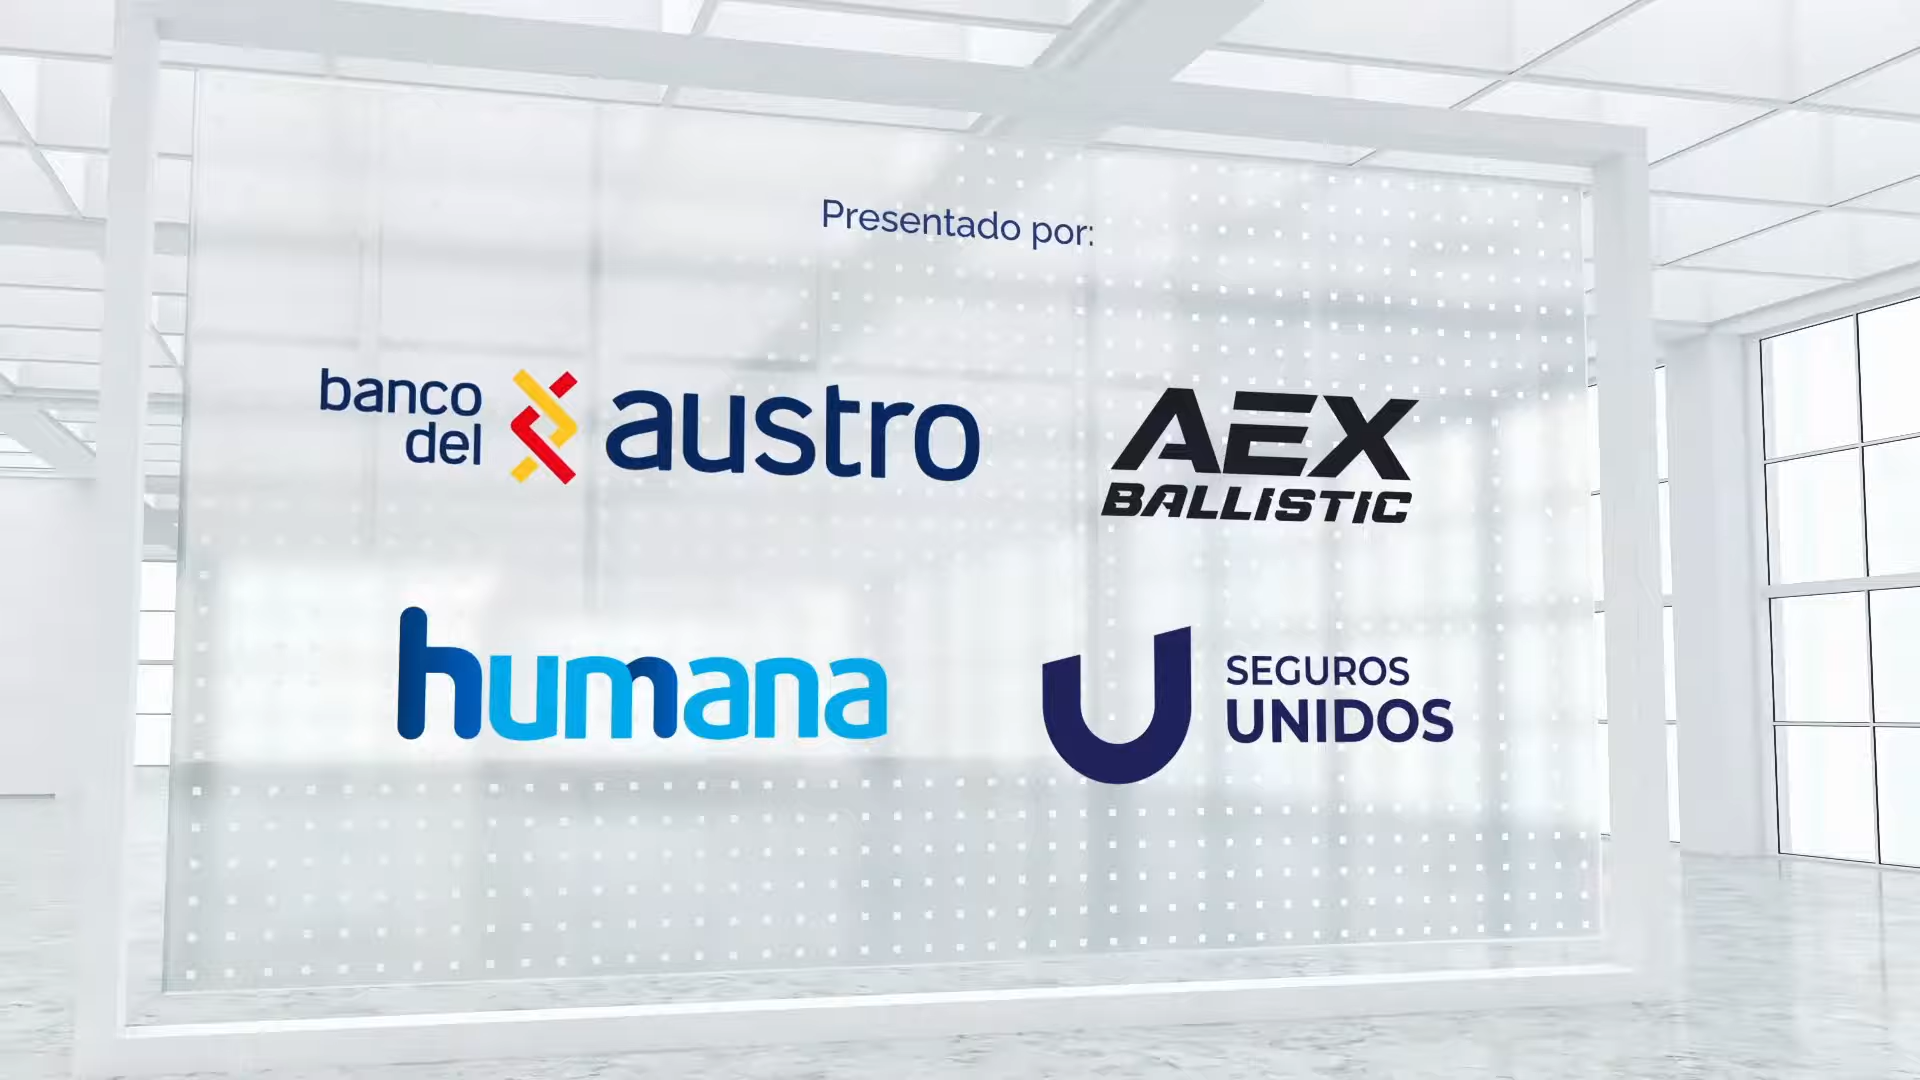 Presentado por:
banco
del
austro
AEX
BALLISTIC
humana
SEGUROS
UNIDOS